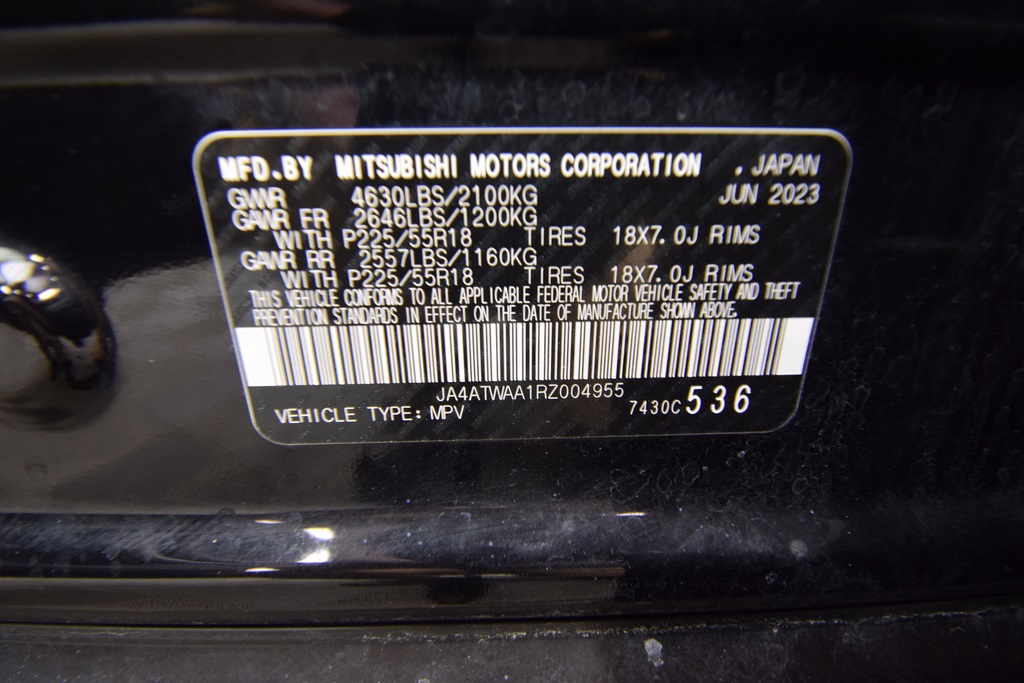 MFD.BY MITSUBISHI MOTORS CORPORATION . JAPAN
GVWR 4630LBS/2100KG JUN 2023
GAWR FR 2646LBS/1200KG
WITH P225/55R18 TIRES 18X7.0J RIMS
GAWR RR 2557LBS/1160KG
WITH P225/55R18 TIRES 18X7.0J RIMS
THIS VEHICLE CONFORMS TO ALL APPLICABLE FEDERAL MOTOR VEHICLE SAFETY AND THEFT
PREVENTION STANDARDS IN EFFECT ON THE DATE OF MANUFACTURE SHOWN ABOVE.
JA4ATWAA1RZ004955
VEHICLE TYPE: MPV 7430C 536